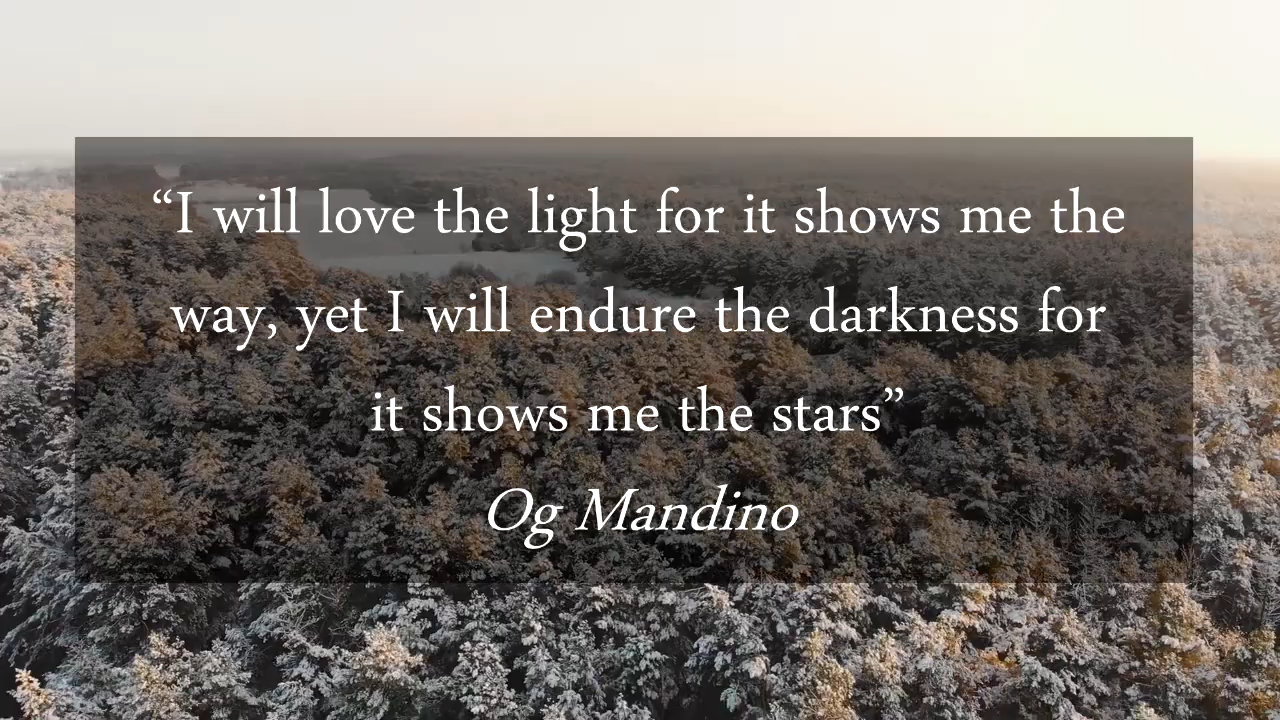 “I will love the light for it shows me the
way, yet I will endure the darkness for
it shows me the stars”
Og Mandino